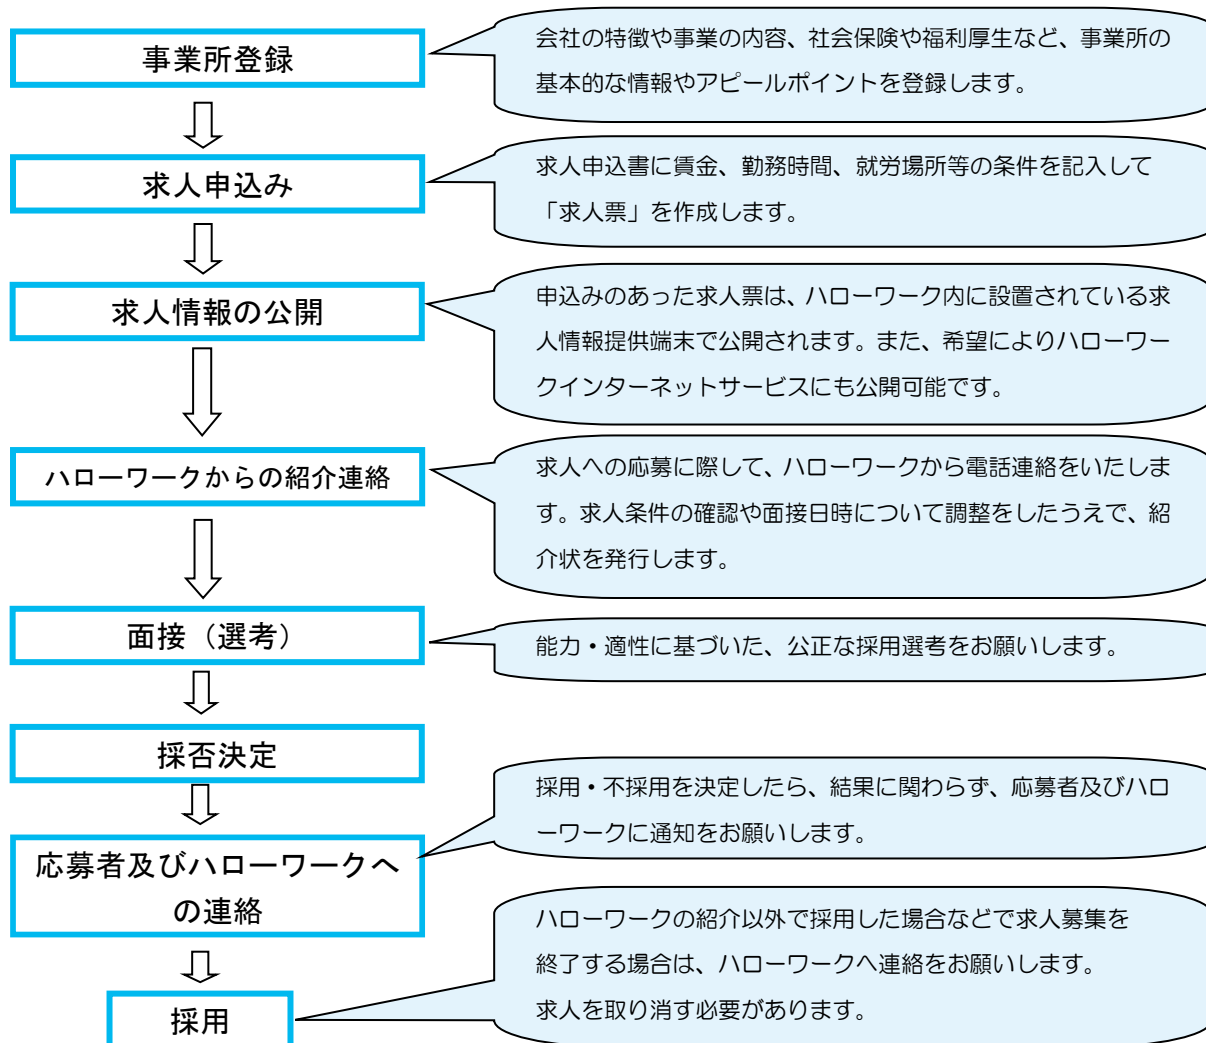 事業所登録
会社の特徴や事業の内容、社会保険や福利厚生など、事業所の
基本的な情報やアピールポイントを登録します。
求人申込み
求人申込書に賃金、勤務時間、就労場所等の条件を記入して
「求人票」を作成します。
求人情報の公開
申込みのあった求人票は、ハローワーク内に設置されている求
人情報提供端末で公開されます。また、希望によりハローワー
クインターネットサービスにも公開可能です。
ハローワークからの紹介連絡
求人への応募に際して、ハローワークから電話連絡をいたしま
す。求人条件の確認や面接日時について調整をしたうえで、紹
介状を発行します。
面接（選考）
能力・適性に基づいた、公正な採用選考をお願いします。
採否決定
採用・不採用を決定したら、結果に関わらず、応募者及びハロ
ーワークに通知をお願いします。
応募者及びハローワークへ
の連絡
ハローワークの紹介以外で採用した場合などで求人募集を
終了する場合は、ハローワークへ連絡をお願いします。
求人を取り消す必要があります。
採用